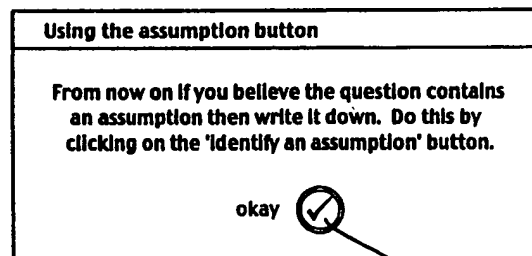 Using the assumption button
From now on if you believe the question contains
an assumption then write it down. Do this by
clicking on the 'identify an assumption' button.
okay